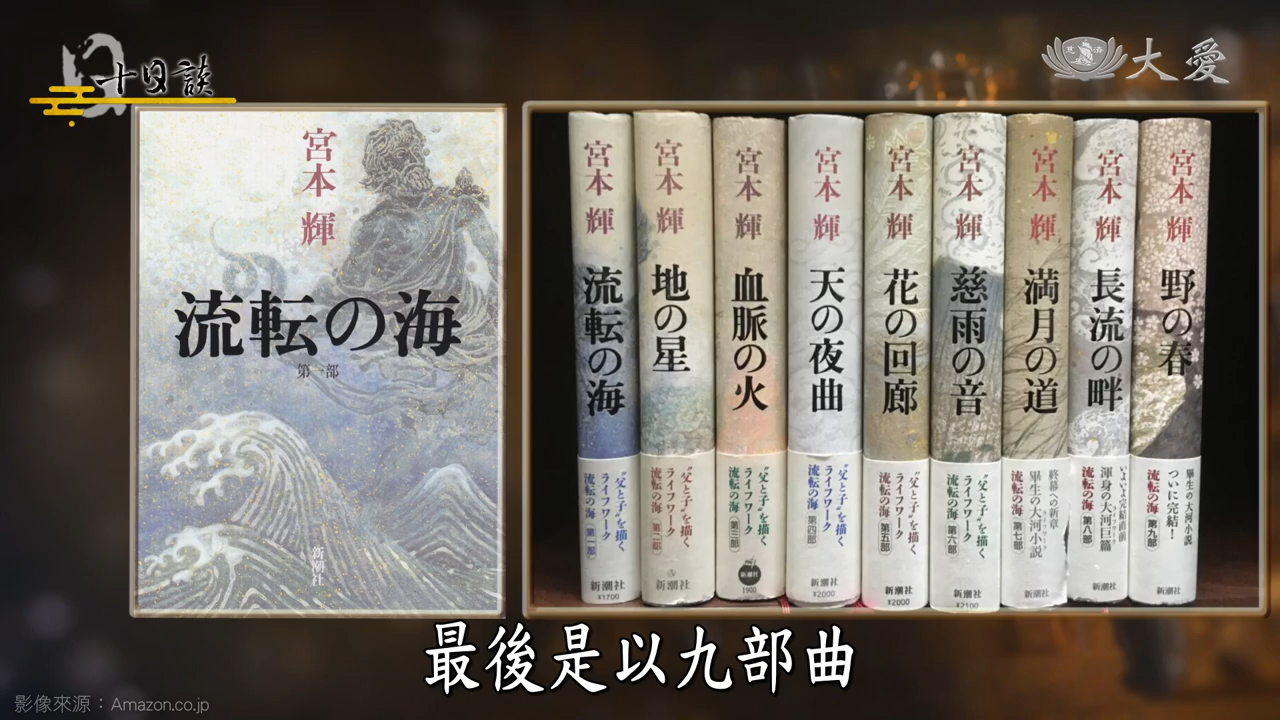 十日談
慈濟
大愛
宮本 輝
流転の海
第一部
新潮社
宮本 輝
流転の海
“父と子”を描く
ライフワーク
流転の海 第一部
新潮社
¥1700
宮本 輝
地の星
“父と子”を描く
ライフワーク
流転の海 第二部
新潮社
宮本 輝
血脈の火
“父と子”を描く
ライフワーク
流転の海 第三部
新潮社
1900
宮本 輝
天の夜曲
“父と子”を描く
ライフワーク
流転の海 第四部
新潮社
¥2000
宮本 輝
花の回廊
“父と子”を描く
ライフワーク
流転の海 第五部
新潮社
¥2000
宮本 輝
慈雨の音
“父と子”を描く
ライフワーク
流転の海 第六部
新潮社
¥2100
宮本 輝
満月の道
終幕への新章
畢生の大河小説
流転の海 第七部
新潮社
宮本 輝
長流の畔
いよいよ完結直前
渾身の大河巨篇
流転の海 第八部
新潮社
宮本 輝
野の春
畢生の大河小説
ついに完結!
流転の海 第九部
新潮社
最後是以九部曲
影像來源：Amazon.co.jp